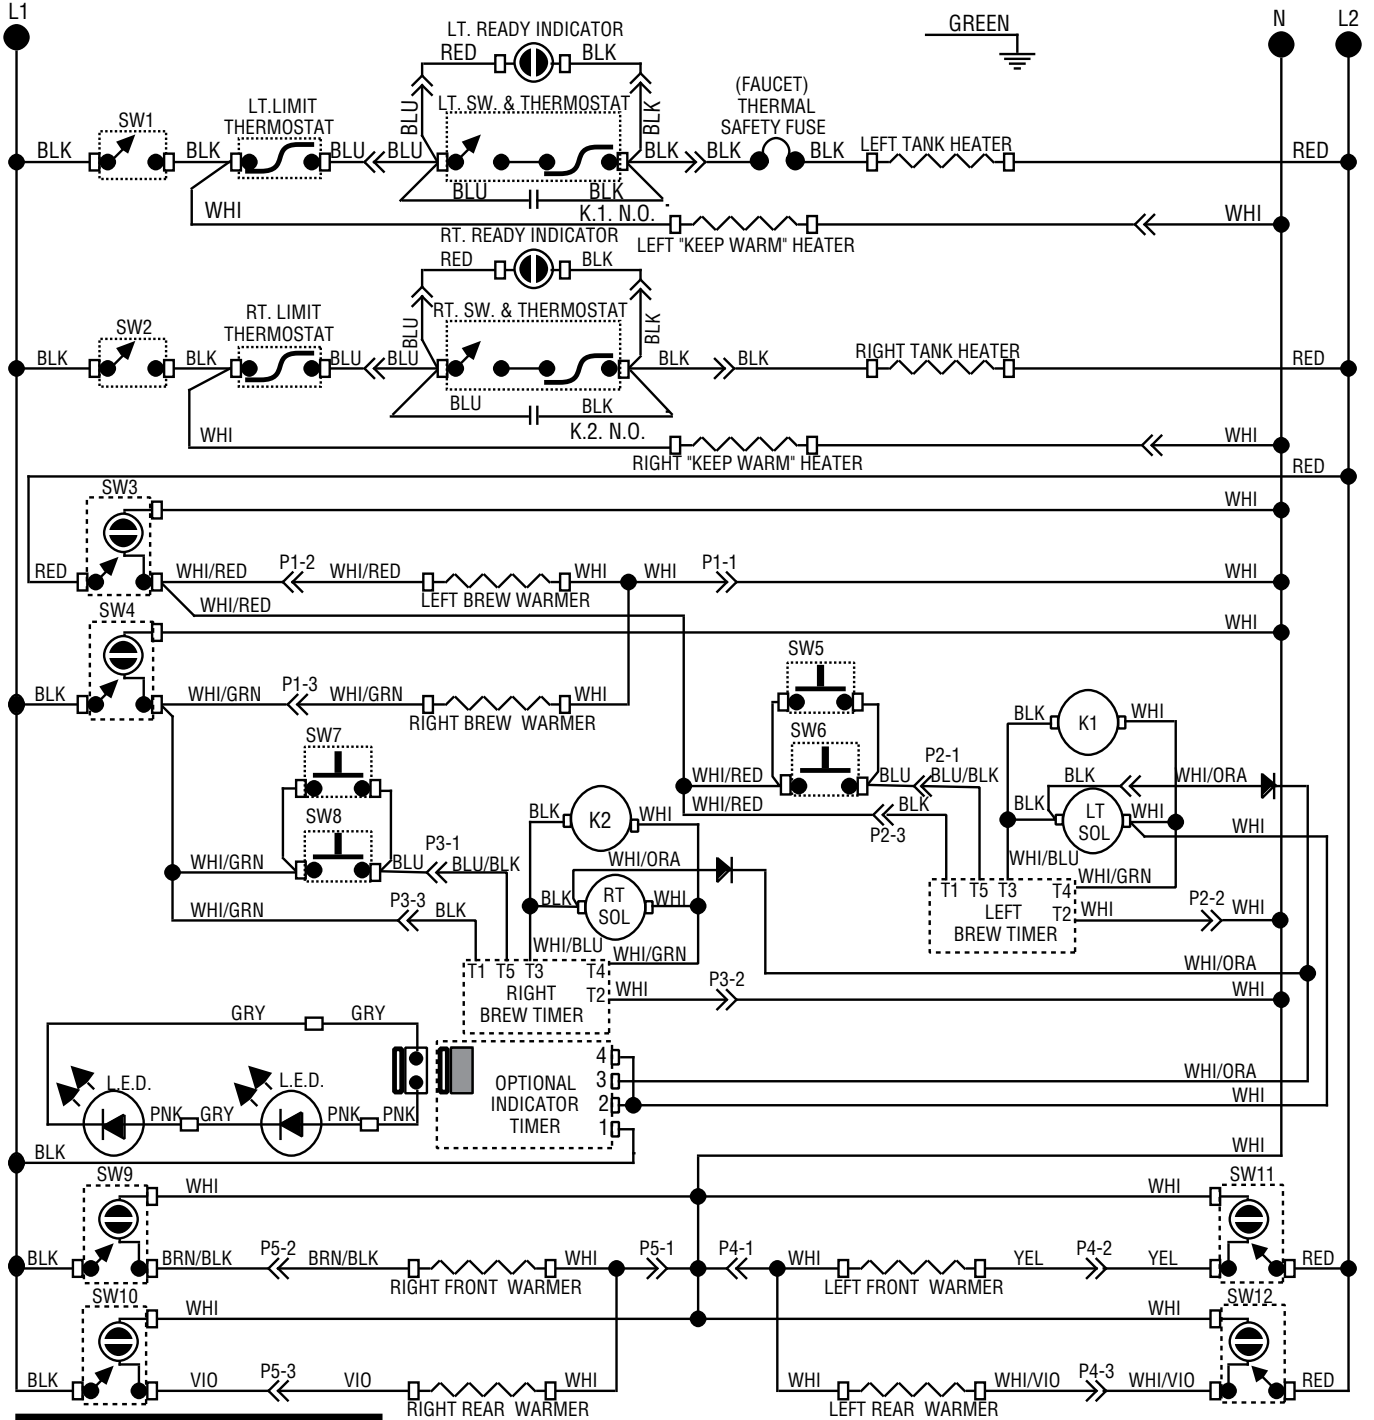 L1
GREEN
N
L2
LT. READY INDICATOR
RED
BLK
(FAUCET)
THERMAL
SAFETY FUSE
SW1
LT.LIMIT
THERMOSTAT
BLU
LT. SW. & THERMOSTAT
BLK
BLK
BLK
BLU
BLU
BLK
BLK
BLK
LEFT TANK HEATER
RED
BLU
BLK
WHI
K.1. N.O.
LEFT "KEEP WARM" HEATER
WHI
RT. READY INDICATOR
RED
BLK
SW2
RT. LIMIT
THERMOSTAT
BLU
RT. SW. & THERMOSTAT
BLK
BLK
BLK
BLU
BLU
BLK
BLK
RIGHT TANK HEATER
RED
BLU
BLK
WHI
K.2. N.O.
RIGHT "KEEP WARM" HEATER
WHI
RED
SW3
WHI
RED
WHI/RED
P1-2
WHI/RED
LEFT BREW WARMER
WHI
WHI
P1-1
WHI
WHI/RED
SW4
WHI
BLK
WHI/GRN
P1-3
WHI/GRN
RIGHT BREW WARMER
WHI
SW5
SW6
WHI/RED
BLU
P2-1
BLU/BLK
WHI/RED
P2-3
BLK
BLK
K1
WHI
BLK
WHI/ORA
BLK
LT
SOL
WHI
WHI
WHI/BLU
WHI/GRN
T1 T5 T3 T4
T2
LEFT
BREW TIMER
WHI
P2-2
WHI
SW7
SW8
WHI/GRN
BLU
P3-1
BLU/BLK
WHI/GRN
P3-3
BLK
BLK
K2
WHI
WHI/ORA
BLK
RT
SOL
WHI
WHI/BLU
WHI/GRN
T1 T5 T3 T4
T2
RIGHT
BREW TIMER
WHI
P3-2
WHI
WHI/ORA
GRY
GRY
L.E.D.
L.E.D.
PNK
GRY
PNK
PNK
OPTIONAL
INDICATOR
TIMER
4
3
2
1
WHI/ORA
WHI
BLK
WHI
SW9
WHI
WHI
SW11
BLK
BRN/BLK
P5-2
BRN/BLK
RIGHT FRONT WARMER
WHI
P5-1
P4-1
WHI
LEFT FRONT WARMER
YEL
P4-2
YEL
RED
SW10
WHI
WHI
SW12
BLK
VIO
P5-3
VIO
RIGHT REAR WARMER
WHI
WHI
LEFT REAR WARMER
WHI/VIO
P4-3
WHI/VIO
RED